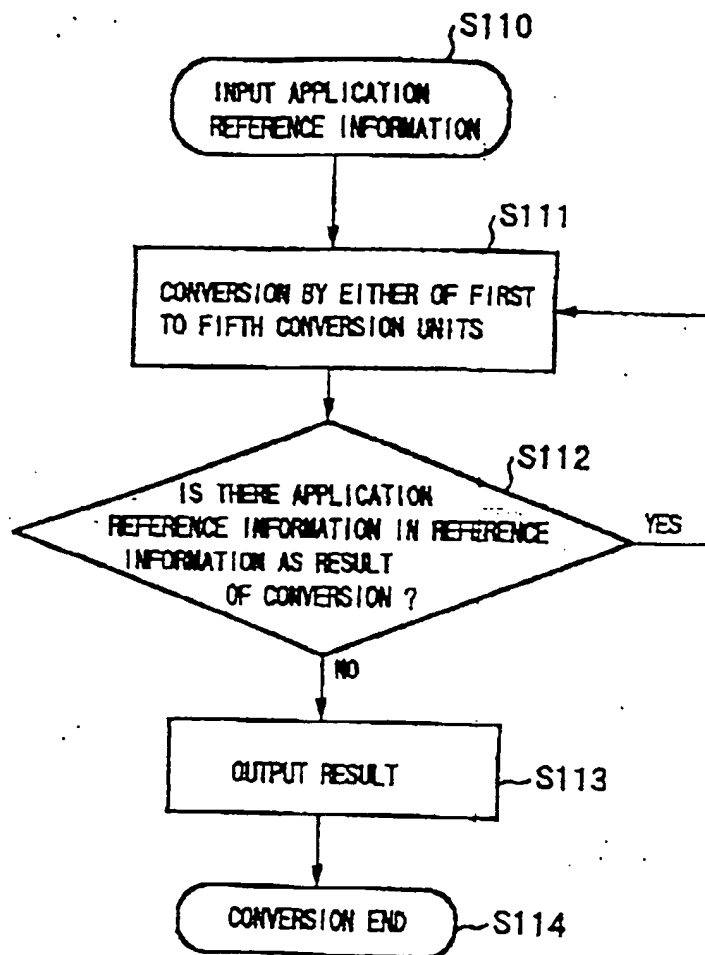 S110
INPUT APPLICATION
REFERENCE INFORMATION
S111
CONVERSION BY EITHER OF FIRST
TO FIFTH CONVERSION UNITS
S112
IS THERE APPLICATION
REFERENCE INFORMATION IN REFERENCE
INFORMATION AS RESULT
OF CONVERSION ?
YES
NO
OUTPUT RESULT
S113
CONVERSION END
S114